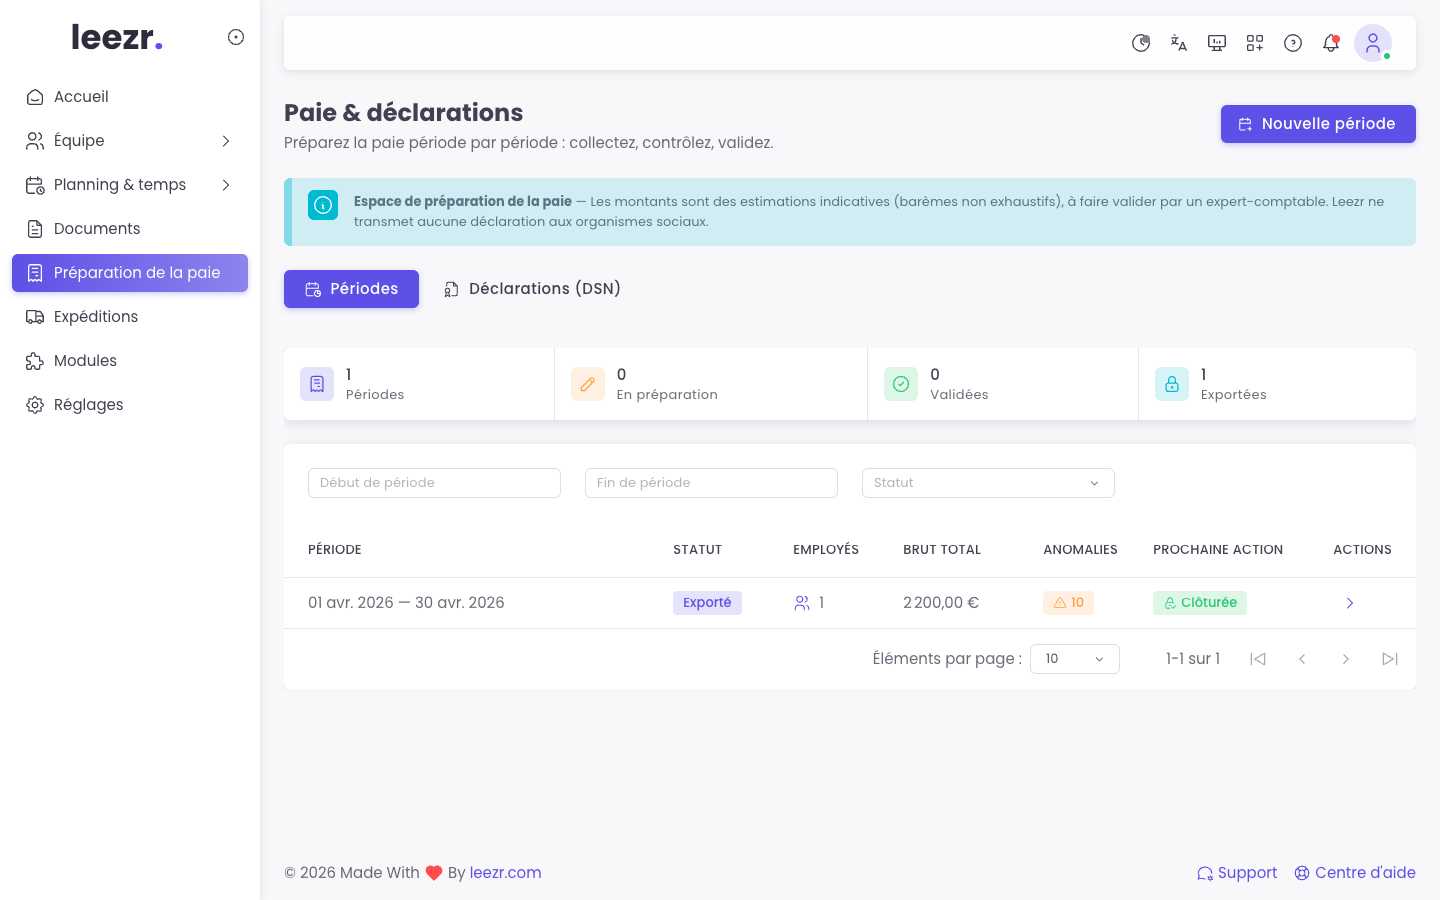 leezr.
Accueil
Équipe
Planning & temps
Documents
Préparation de la paie
Expéditions
Modules
Réglages
Paie & déclarations
Préparez la paie période par période : collectez, contrôlez, validez.
Nouvelle période
Espace de préparation de la paie — Les montants sont des estimations indicatives (barèmes non exhaustifs), à faire valider par un expert-comptable. Leezr ne
transmet aucune déclaration aux organismes sociaux.
Périodes
Déclarations (DSN)
1
Périodes
0
En préparation
0
Validées
1
Exportées
Début de période
Fin de période
Statut
PÉRIODE STATUT EMPLOYÉS BRUT TOTAL ANOMALIES PROCHAINE ACTION ACTIONS
01 avr. 2026 — 30 avr. 2026 Exporté 1 2 200,00 € 10 Clôturée
Éléments par page : 10 1-1 sur 1
© 2026 Made With By leezr.com
Support
Centre d'aide